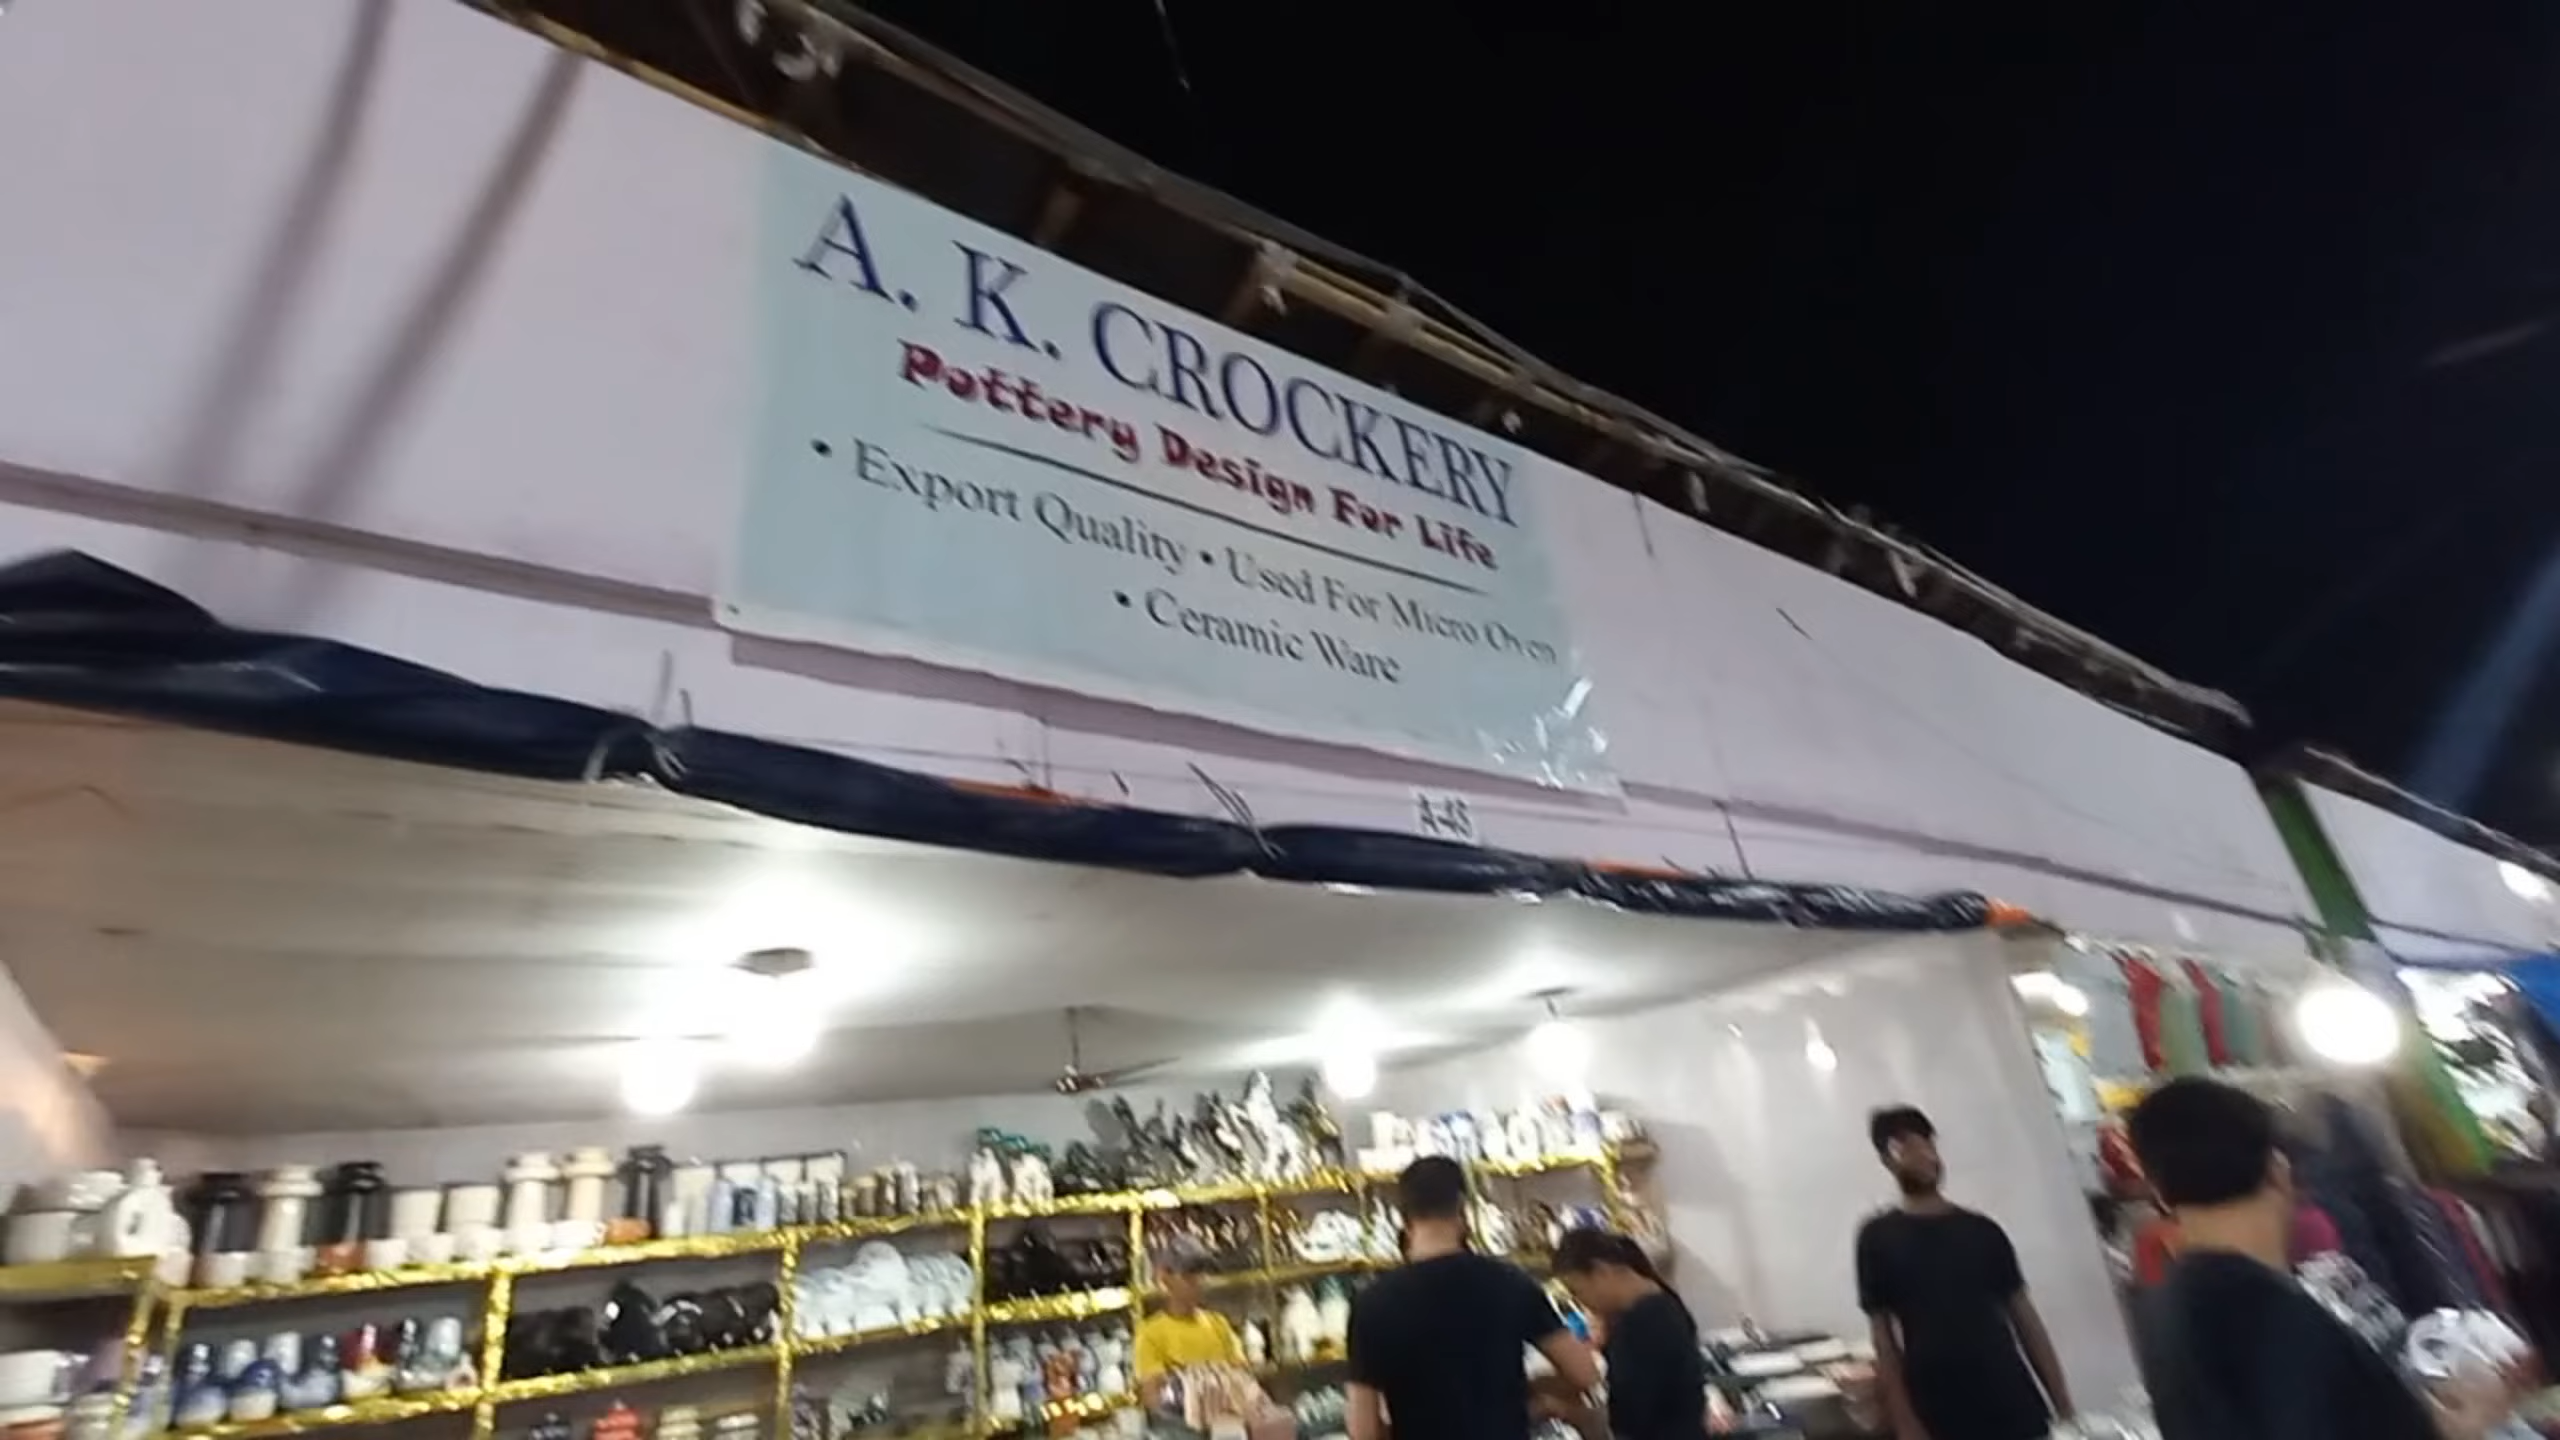 A. K. CROCKERY
Pottery Design For Life
• Export Quality • Used For Micro Oven
• Ceramic Ware
A-45